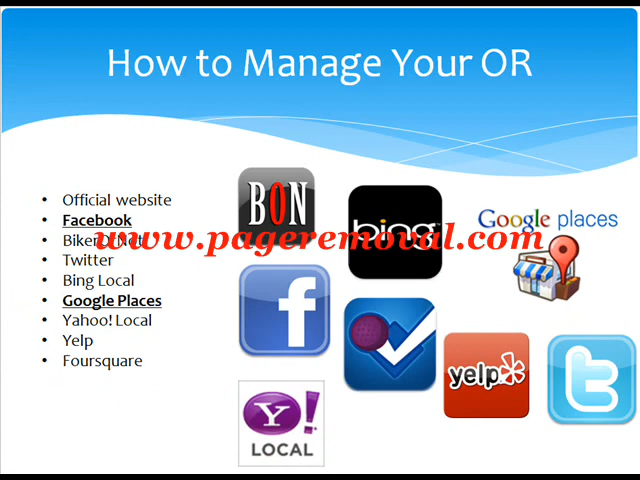 How to Manage Your OR
• Official website
• Facebook
• BikerOrNot
• Twitter
• Bing Local
• Google Places
• Yahoo! Local
• Yelp
• Foursquare
www.pageremoval.com
BON
bing
Google places
f
yelp
t
Y!
LOCAL